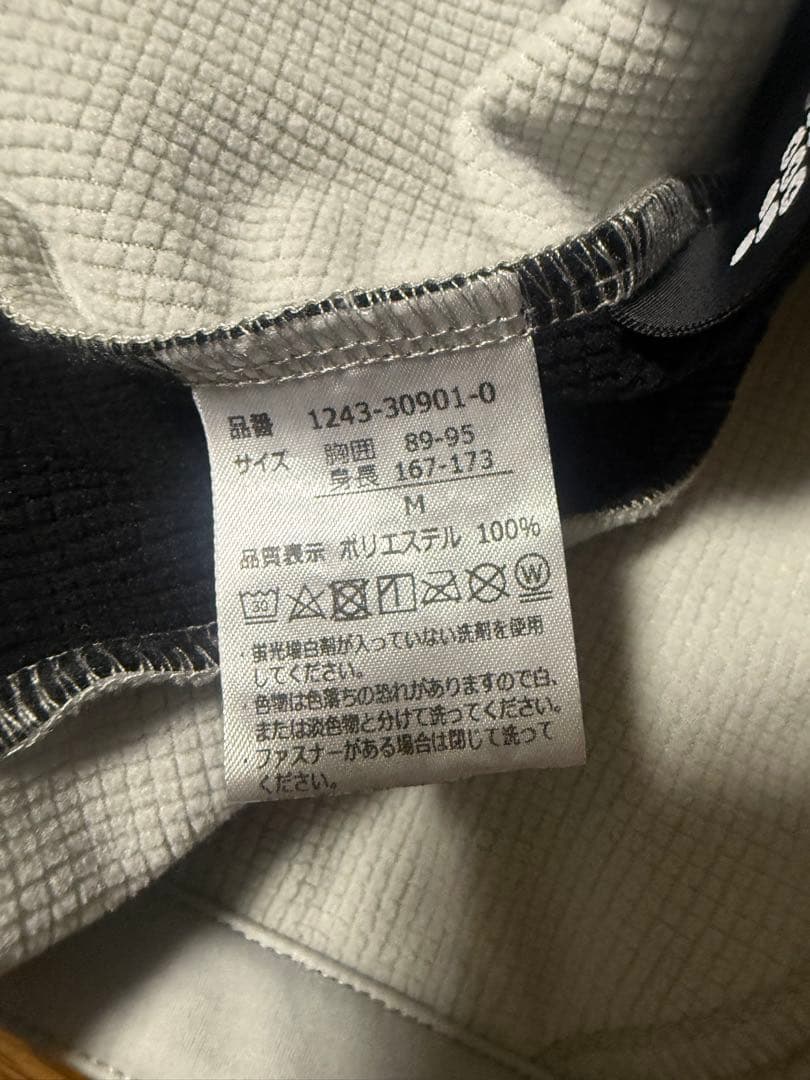 品番 1243-30901-0
サイズ 胸囲 89-95
身長 167-173
M
品質表示 ポリエステル 100%
30 W
・蛍光増白剤が入っていない洗剤を使用
してください。
・色物は色落ちの恐れがありますので白、
または淡色物と分けて洗ってください。
・ファスナーがある場合は閉じて洗って
ください。